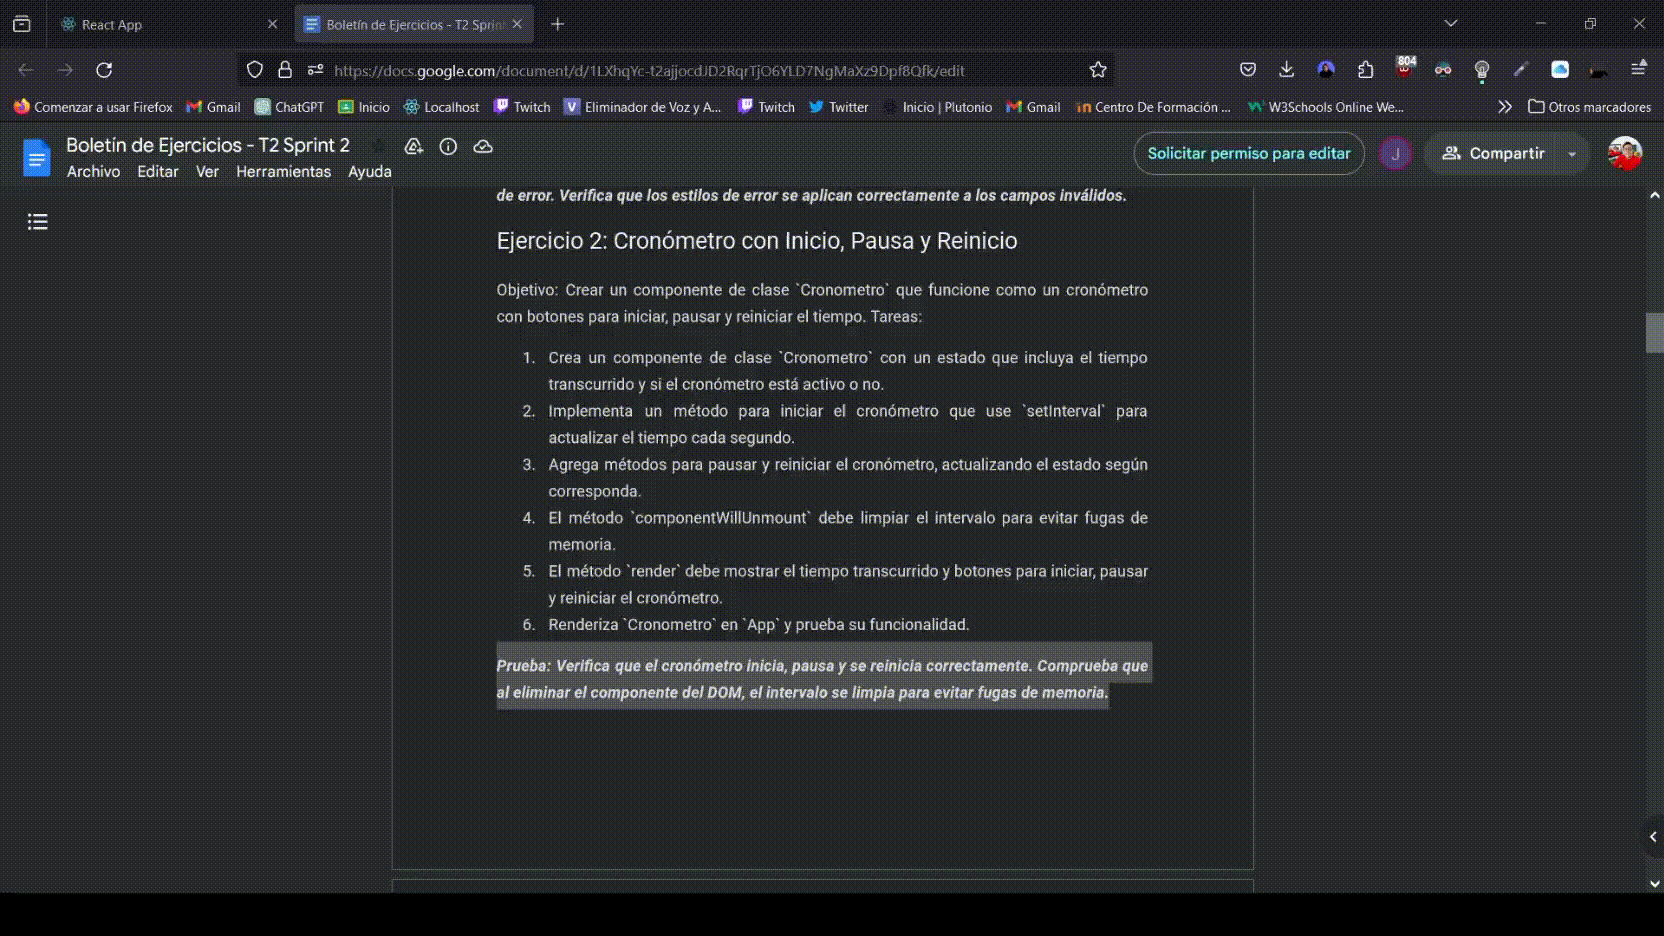 React App
Boletín de Ejercicios - T2 Sprin
https://docs.google.com/document/d/1LXhqYc-t2ajjocdJD2RqrTjO6YLD7NgMaXz9Dpf8Qfk/edit
804
Comenzar a usar Firefox Gmail ChatGPT Inicio Localhost Twitch Eliminador de Voz y A... Twitch Twitter Inicio | Plutonio Gmail Centro De Formación ... W3Schools Online We... Otros marcadores
Boletín de Ejercicios - T2 Sprint 2
Archivo Editar Ver Herramientas Ayuda
Solicitar permiso para editar
J
Compartir
de error. Verifica que los estilos de error se aplican correctamente a los campos inválidos.
Ejercicio 2: Cronómetro con Inicio, Pausa y Reinicio
Objetivo: Crear un componente de clase `Cronometro` que funcione como un cronómetro
con botones para iniciar, pausar y reiniciar el tiempo. Tareas:
1. Crea un componente de clase `Cronometro` con un estado que incluya el tiempo
transcurrido y si el cronómetro está activo o no.
2. Implementa un método para iniciar el cronómetro que use `setInterval` para
actualizar el tiempo cada segundo.
3. Agrega métodos para pausar y reiniciar el cronómetro, actualizando el estado según
corresponda.
4. El método `componentWillUnmount` debe limpiar el intervalo para evitar fugas de
memoria.
5. El método `render` debe mostrar el tiempo transcurrido y botones para iniciar, pausar
y reiniciar el cronómetro.
6. Renderiza `Cronometro` en `App` y prueba su funcionalidad.
Prueba: Verifica que el cronómetro inicia, pausa y se reinicia correctamente. Comprueba que
al eliminar el componente del DOM, el intervalo se limpia para evitar fugas de memoria.